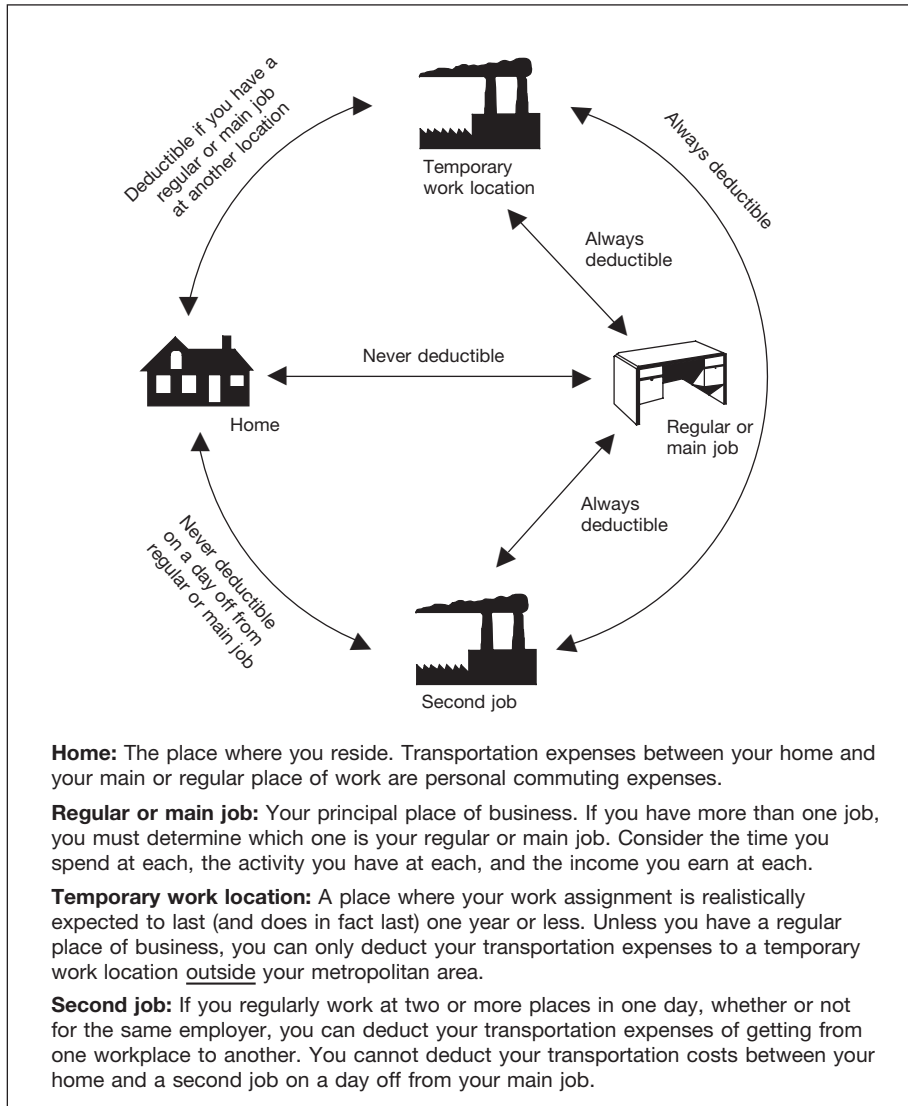 Deductible if you have a
regular or main job
at another location
Temporary
work location
Always deductible
Always
deductible
Never deductible
Home
Regular or
main job
Always
deductible
Never deductible
on a day off from
regular or main job
Second job
Home: The place where you reside. Transportation expenses between your home and
your main or regular place of work are personal commuting expenses.
Regular or main job: Your principal place of business. If you have more than one job,
you must determine which one is your regular or main job. Consider the time you
spend at each, the activity you have at each, and the income you earn at each.
Temporary work location: A place where your work assignment is realistically
expected to last (and does in fact last) one year or less. Unless you have a regular
place of business, you can only deduct your transportation expenses to a temporary
work location outside your metropolitan area.
Second job: If you regularly work at two or more places in one day, whether or not
for the same employer, you can deduct your transportation expenses of getting from
one workplace to another. You cannot deduct your transportation costs between your
home and a second job on a day off from your main job.